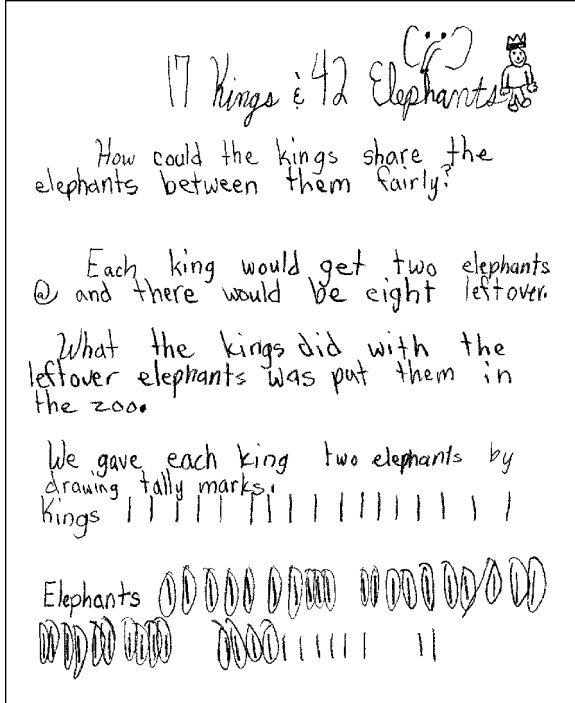 17 Kings & 42 Elephants
How could the kings share the
elephants between them fairly?
Each king would get two elephants
@ and there would be eight leftover.
What the kings did with the
leftover elephants was put them in
the zoo.
We gave each king two elephants by
drawing tally marks.
Kings
Elephants